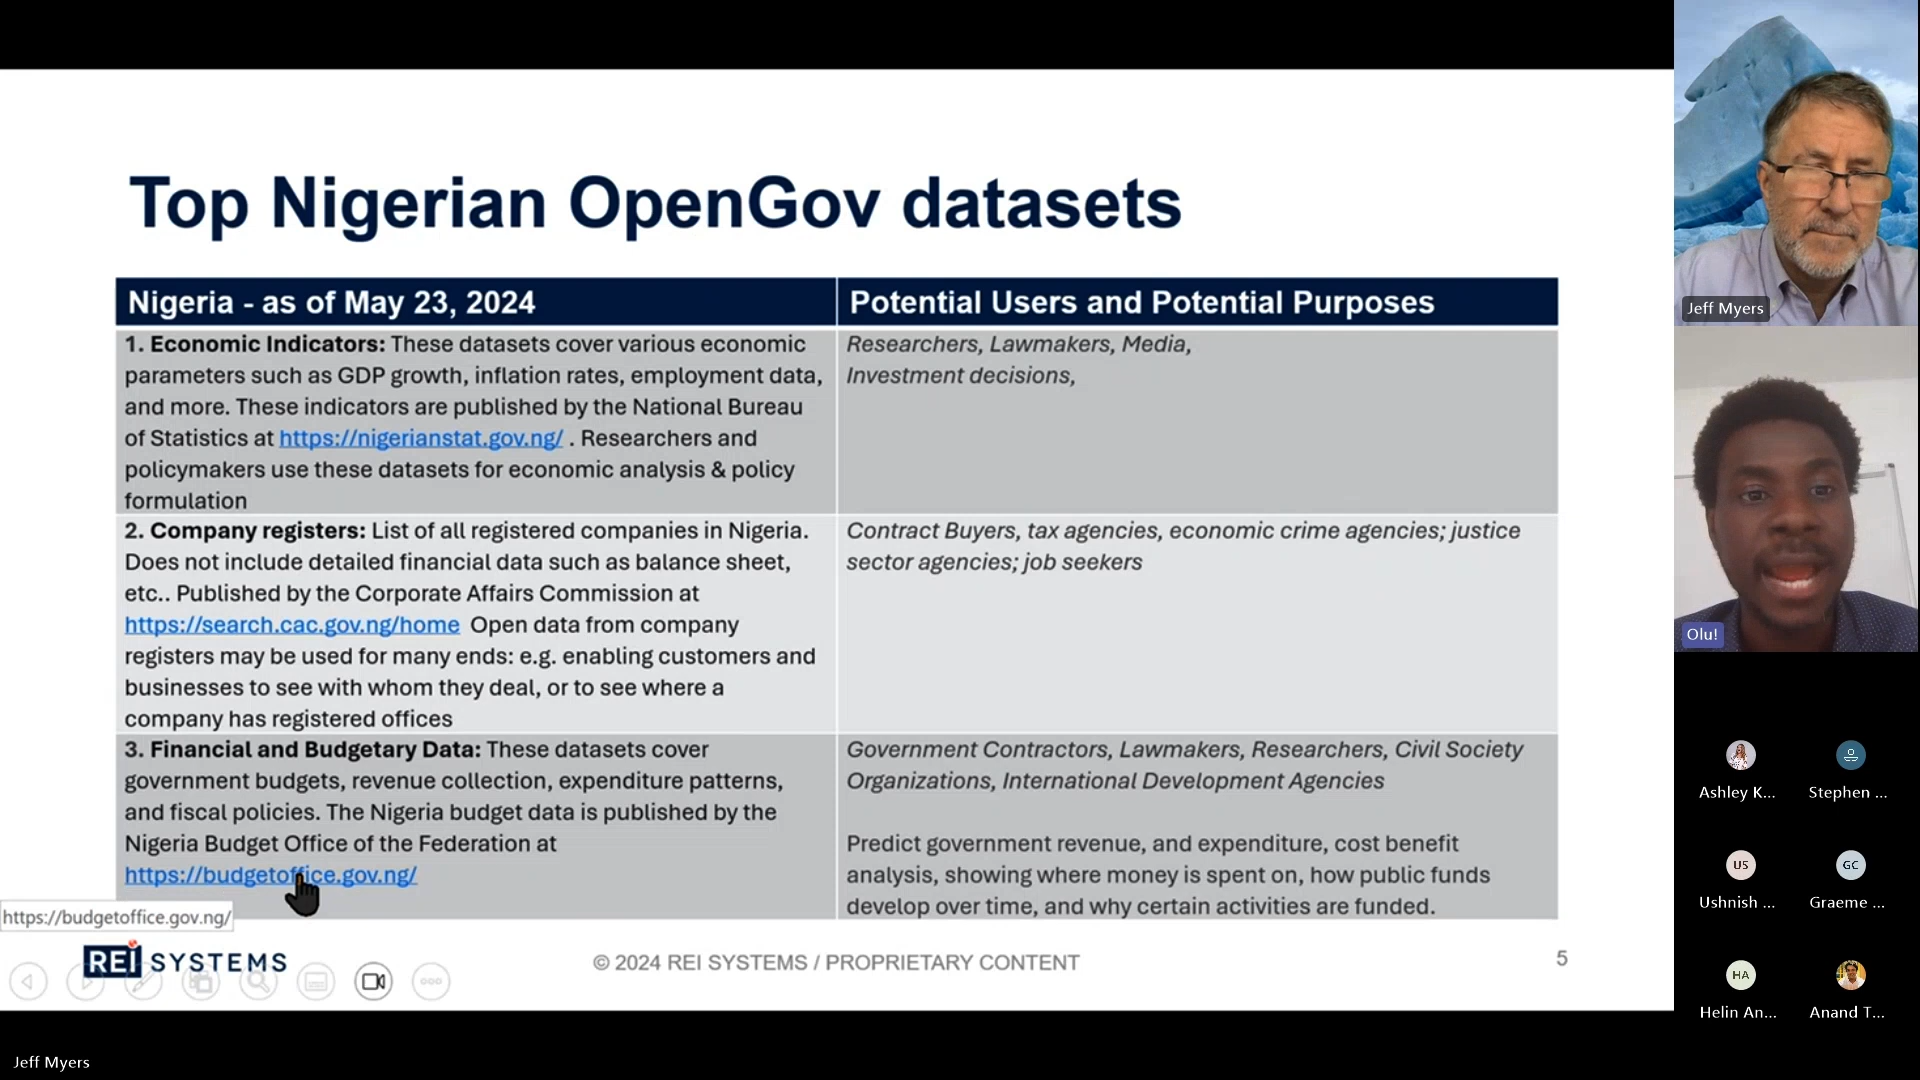 Top Nigerian OpenGov datasets
Nigeria - as of May 23, 2024
Potential Users and Potential Purposes
1. Economic Indicators: These datasets cover various economic
parameters such as GDP growth, inflation rates, employment data,
and more. These indicators are published by the National Bureau
of Statistics at https://nigerianstat.gov.ng/ . Researchers and
policymakers use these datasets for economic analysis & policy
formulation
Researchers, Lawmakers, Media,
Investment decisions,
2. Company registers: List of all registered companies in Nigeria.
Does not include detailed financial data such as balance sheet,
etc.. Published by the Corporate Affairs Commission at
https://search.cac.gov.ng/home Open data from company
registers may be used for many ends: e.g. enabling customers and
businesses to see with whom they deal, or to see where a
company has registered offices
Contract Buyers, tax agencies, economic crime agencies; justice
sector agencies; job seekers
3. Financial and Budgetary Data: These datasets cover
government budgets, revenue collection, expenditure patterns,
and fiscal policies. The Nigeria budget data is published by the
Nigeria Budget Office of the Federation at
https://budgetoffice.gov.ng/
Government Contractors, Lawmakers, Researchers, Civil Society
Organizations, International Development Agencies
Predict government revenue, and expenditure, cost benefit
analysis, showing where money is spent on, how public funds
develop over time, and why certain activities are funded.
https://budgetoffice.gov.ng/
REI SYSTEMS
© 2024 REI SYSTEMS / PROPRIETARY CONTENT
5
Jeff Myers
Jeff Myers
Olu!
Ashley K...
Stephen ...
US
GC
Ushnish ...
Graeme ...
HA
Helin An...
Anand T...